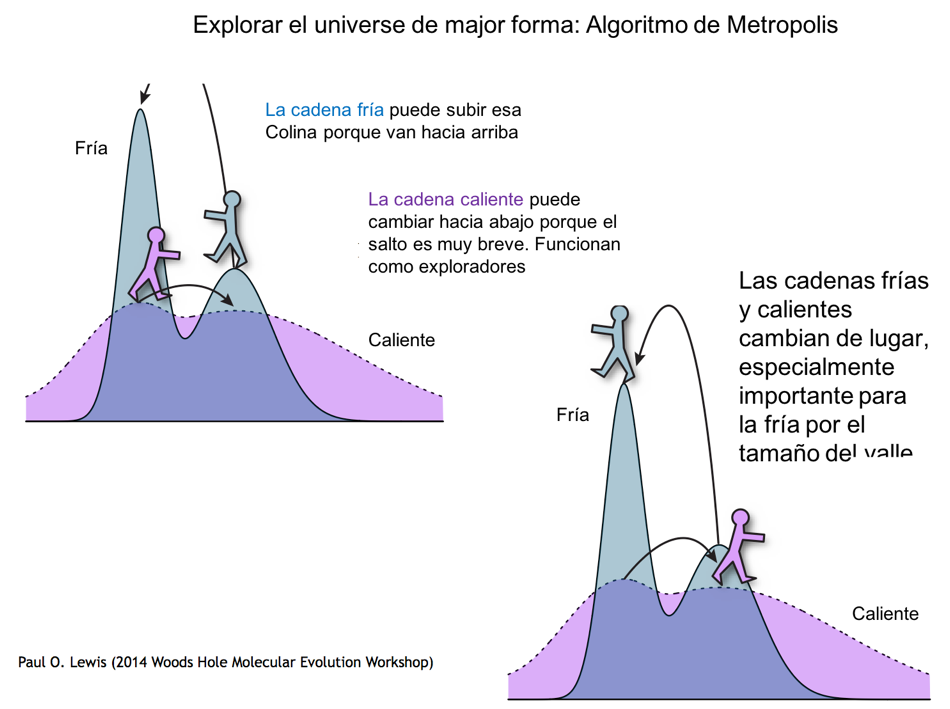 Explorar el universe de major forma: Algoritmo de Metropolis
La cadena fría puede subir esa
Colina porque van hacia arriba
Fría
La cadena caliente puede
cambiar hacia abajo porque el
salto es muy breve. Funcionan
como exploradores
Caliente
Las cadenas frías
y calientes
cambian de lugar,
especialmente
importante para
la fría por el
tamaño del valle
Fría
Caliente
Paul O. Lewis (2014 Woods Hole Molecular Evolution Workshop)